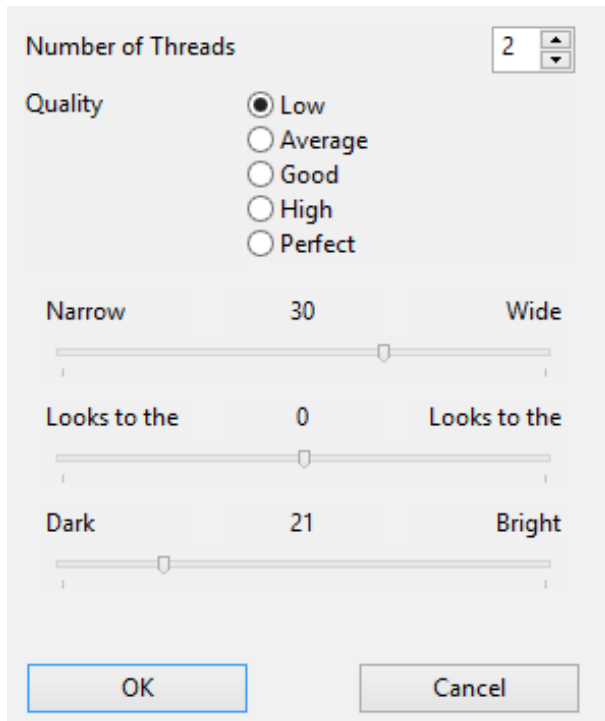 Number of Threads 2
Quality Low
Average
Good
High
Perfect
Narrow 30 Wide
Looks to the 0 Looks to the
Dark 21 Bright
OK Cancel